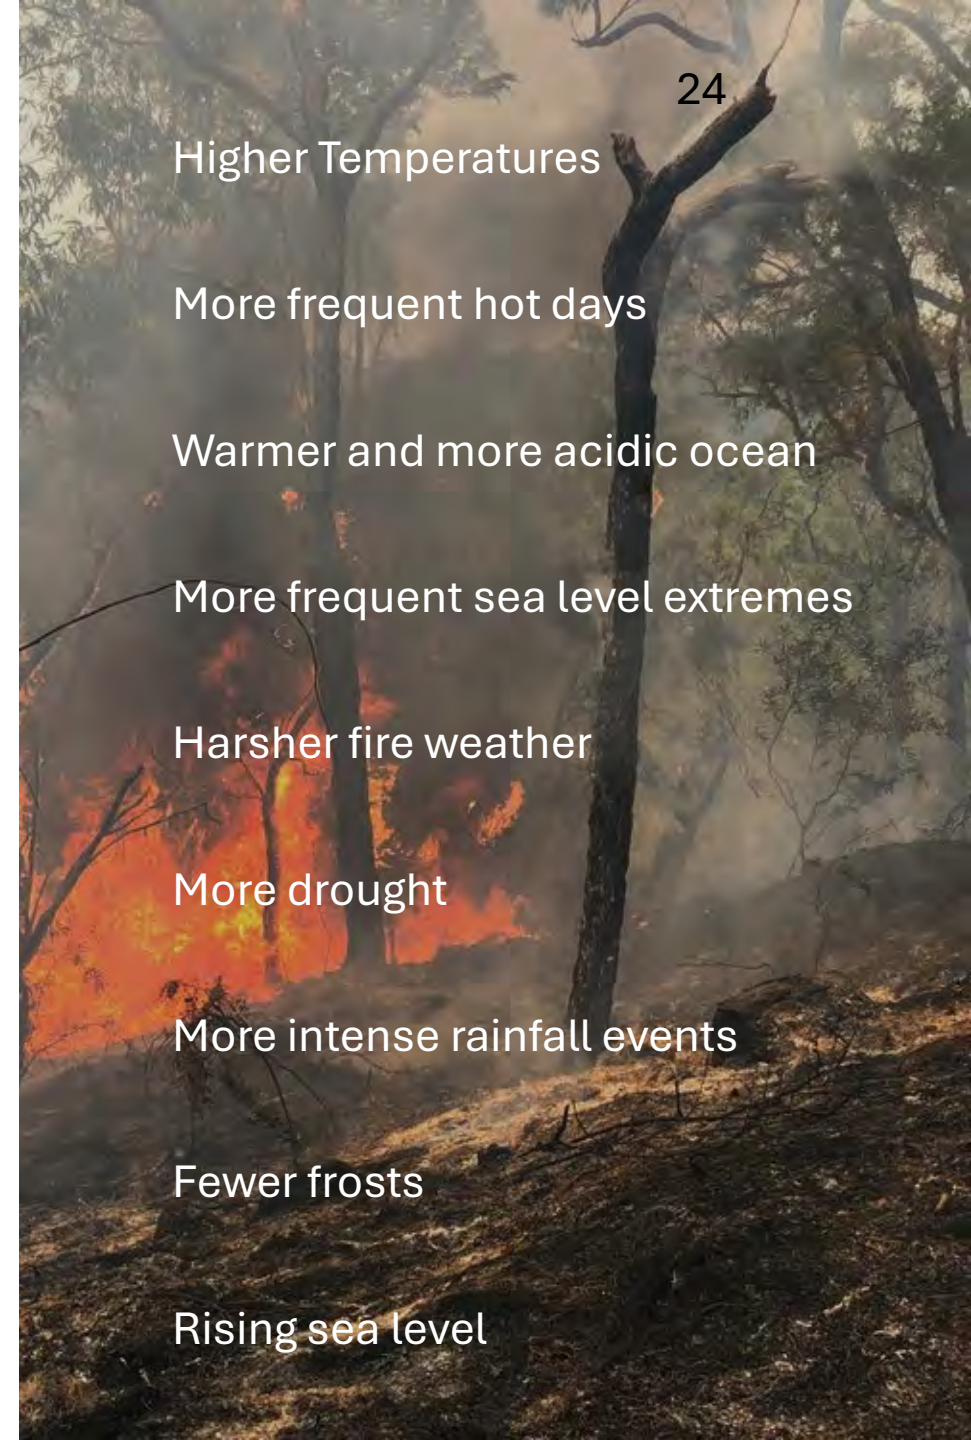 24
Higher Temperatures
More frequent hot days
Warmer and more acidic ocean
More frequent sea level extremes
Harsher fire weather
More drought
More intense rainfall events
Fewer frosts
Rising sea level